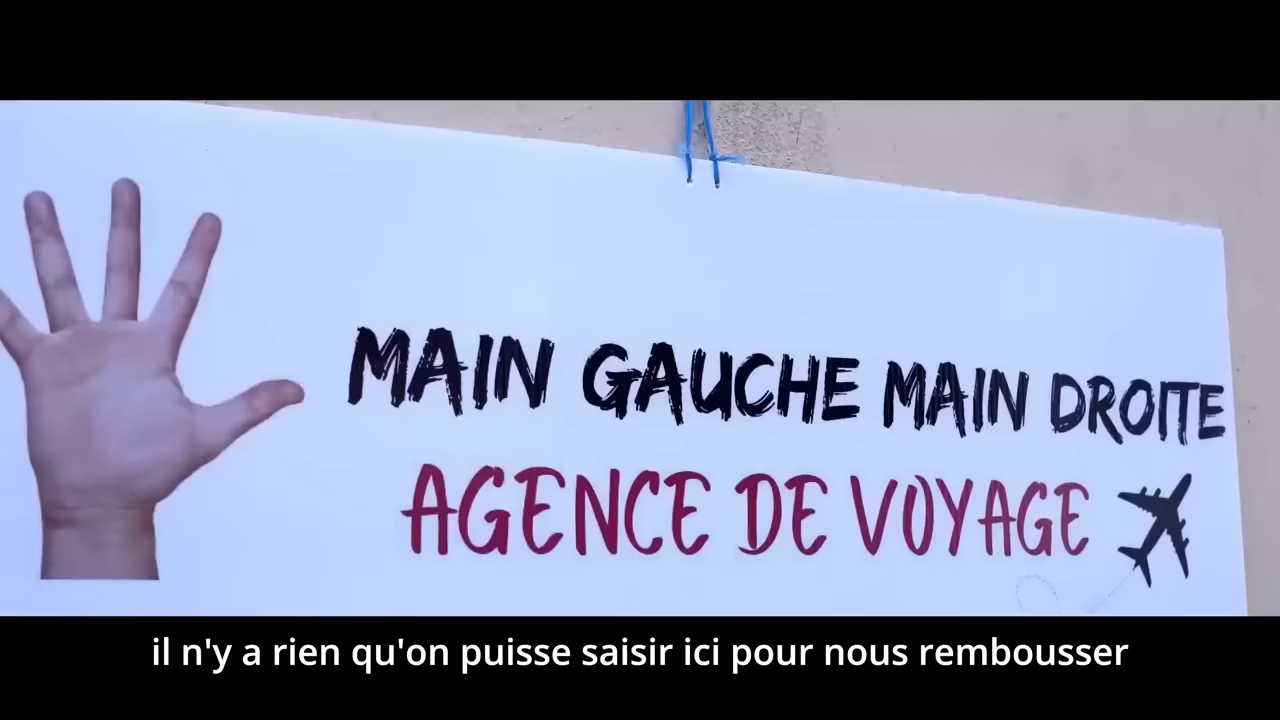 MAIN GAUCHE MAIN DROITE
AGENCE DE VOYAGE
il n'y a rien qu'on puisse saisir ici pour nous rembousser